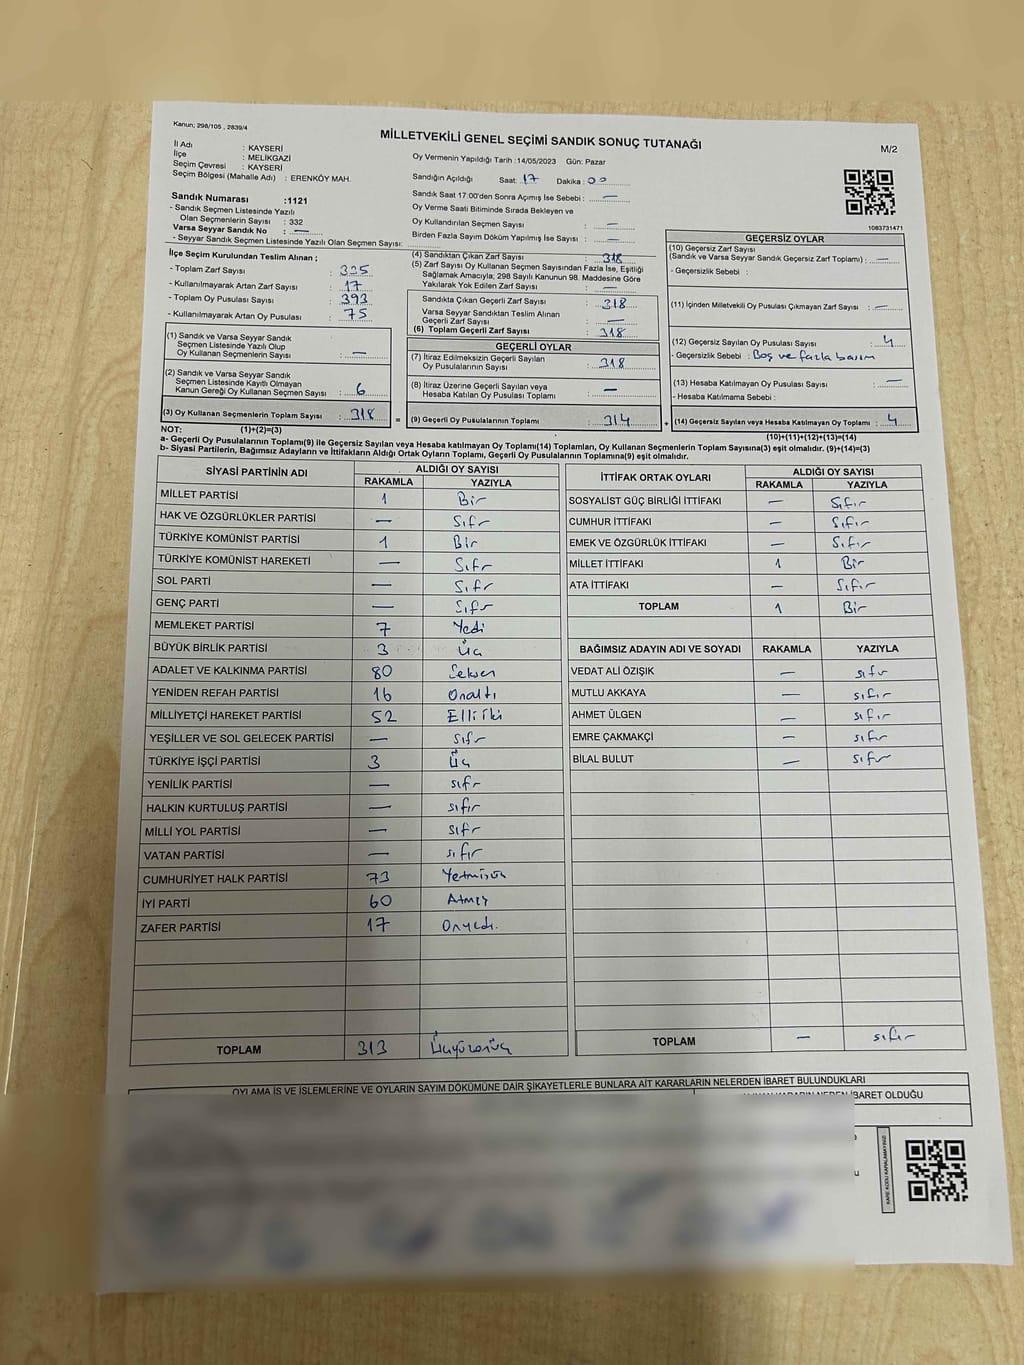 Kanun; 298/105 , 2839/4
MİLLETVEKİLİ GENEL SEÇİMİ SANDIK SONUÇ TUTANAĞI
M/2
İl Adı : KAYSERİ
İlçe : MELİKGAZİ
Seçim Çevresi : KAYSERİ
Seçim Bölgesi (Mahalle Adı) : ERENKÖY MAH.
Sandık Numarası :1121
- Sandık Seçmen Listesinde Yazılı
Olan Seçmenlerin Sayısı : 332
Varsa Seyyar Sandık No : —
- Seyyar Sandık Seçmen Listesinde Yazılı Olan Seçmen Sayısı:
Oy Vermenin Yapıldığı Tarih :14/05/2023 Gün: Pazar
Sandığın Açıldığı Saat: 17 Dakika : 00
Sandık Saat 17:00'den Sonra Açımış İse Sebebi : —
Oy Verme Saati Bitiminde Sırada Bekleyen ve
Oy Kullandırılan Seçmen Sayısı : —
Birden Fazla Sayım Döküm Yapılmış İse Sayısı : —
1083731471
İlçe Seçim Kurulundan Teslim Alınan ;
- Toplam Zarf Sayısı : 335
- Kullanılmayarak Artan Zarf Sayısı : 17
- Toplam Oy Pusulası Sayısı : 393
- Kullanılmayarak Artan Oy Pusulası : 75
(1) Sandık ve Varsa Seyyar Sandık
Seçmen Listesinde Yazılı Olup
Oy Kullanan Seçmenlerin Sayısı : —
(2) Sandık ve Varsa Seyyar Sandık
Seçmen Listesinde Kayıtlı Olmayan
Kanun Gereği Oy Kullanan Seçmen Sayısı : 6
(3) Oy Kullanan Seçmenlerin Toplam Sayısı : 318
(4) Sandıktan Çıkan Zarf Sayısı : 318
(5) Zarf Sayısı Oy Kullanan Seçmen Sayısından Fazla İse, Eşitliği
Sağlamak Amacıyla; 298 Sayılı Kanunun 98. Maddesine Göre
Yakılarak Yok Edilen Zarf Sayısı : —
Sandıkta Çıkan Geçerli Zarf Sayısı : 318
Varsa Seyyar Sandıktan Teslim Alınan
Geçerli Zarf Sayısı : —
(6) Toplam Geçerli Zarf Sayısı : 318
GEÇERLİ OYLAR
(7) İtiraz Edilmeksizin Geçerli Sayılan
Oy Pusulalarının Sayısı : 318
(8) İtiraz Üzerine Geçerli Sayılan veya
Hesaba Katılan Oy Pusulası Toplamı : —
= (9) Geçerli Oy Pusulalarının Toplamı : 314
GEÇERSİZ OYLAR
(10) Geçersiz Zarf Sayısı
(Sandık ve Varsa Seyyar Sandık Geçersiz Zarf Toplamı) : —
- Geçersizlik Sebebi :
(11) İçinden Milletvekili Oy Pusulası Çıkmayan Zarf Sayısı : —
(12) Geçersiz Sayılan Oy Pusulası Sayısı : 4
- Geçersizlik Sebebi : Boş ve fazla basım
(13) Hesaba Katılmayan Oy Pusulası Sayısı : —
- Hesaba Katılmama Sebebi :
+ (14) Geçersiz Sayılan veya Hesaba Katılmayan Oy Toplamı : 4
NOT: (1)+(2)=(3) (10)+(11)+(12)+(13)=(14)
a- Geçerli Oy Pusulalarının Toplamı(9) ile Geçersiz Sayılan veya Hesaba katılmayan Oy Toplamı(14) Toplamları, Oy Kullanan Seçmenlerin Toplam Sayısına(3) eşit olmalıdır. (9)+(14)=(3)
b- Siyasi Partilerin, Bağımsız Adayların ve İttifakların Aldığı Ortak Oyların Toplamı, Geçerli Oy Pusulalarının Toplamına(9) eşit olmalıdır.
SİYASİ PARTİNİN ADI ALDIĞI OY SAYISI
RAKAMLA YAZIYLA
MİLLET PARTİSİ 1 Bir
HAK VE ÖZGÜRLÜKLER PARTİSİ — Sıfır
TÜRKİYE KOMÜNİST PARTİSİ 1 Bir
TÜRKİYE KOMÜNİST HAREKETİ — Sıfır
SOL PARTİ — Sıfır
GENÇ PARTİ — Sıfır
MEMLEKET PARTİSİ 7 Yedi
BÜYÜK BİRLİK PARTİSİ 3 Üç
ADALET VE KALKINMA PARTİSİ 80 Seksen
YENİDEN REFAH PARTİSİ 16 Onaltı
MİLLİYETÇİ HAREKET PARTİSİ 52 Elliiki
YEŞİLLER VE SOL GELECEK PARTİSİ — sıfır
TÜRKİYE İŞÇİ PARTİSİ 3 Üç
YENİLİK PARTİSİ — sıfır
HALKIN KURTULUŞ PARTİSİ — sıfır
MİLLİ YOL PARTİSİ — sıfır
VATAN PARTİSİ — sıfır
CUMHURİYET HALK PARTİSİ 73 Yetmişüç
İYİ PARTİ 60 Atmış
ZAFER PARTİSİ 17 Onyedi.
TOPLAM 313 Üçyüzonüç
İTTİFAK ORTAK OYLARI ALDIĞI OY SAYISI
RAKAMLA YAZIYLA
SOSYALİST GÜÇ BİRLİĞİ İTTİFAKI — Sıfır
CUMHUR İTTİFAKI — Sıfır
EMEK VE ÖZGÜRLÜK İTTİFAKI — Sıfır
MİLLET İTTİFAKI 1 Bir
ATA İTTİFAKI — Sıfır
TOPLAM 1 Bir
BAĞIMSIZ ADAYIN ADI VE SOYADI RAKAMLA YAZIYLA
VEDAT ALİ ÖZIŞIK — sıfır
MUTLU AKKAYA — sıfır
AHMET ÜLGEN — sıfır
EMRE ÇAKMAKÇİ — sıfır
BİLAL BULUT — sıfır
TOPLAM — sıfır
OYLAMA İŞ VE İŞLEMLERİNE VE OYLARIN SAYIM DÖKÜMÜNE DAİR ŞİKAYETLERLE BUNLARA AİT KARARLARIN NELERDEN İBARET BULUNDUKLARI
İBARET OLDUĞU
KARE KODU KARALAMAYINIZ!